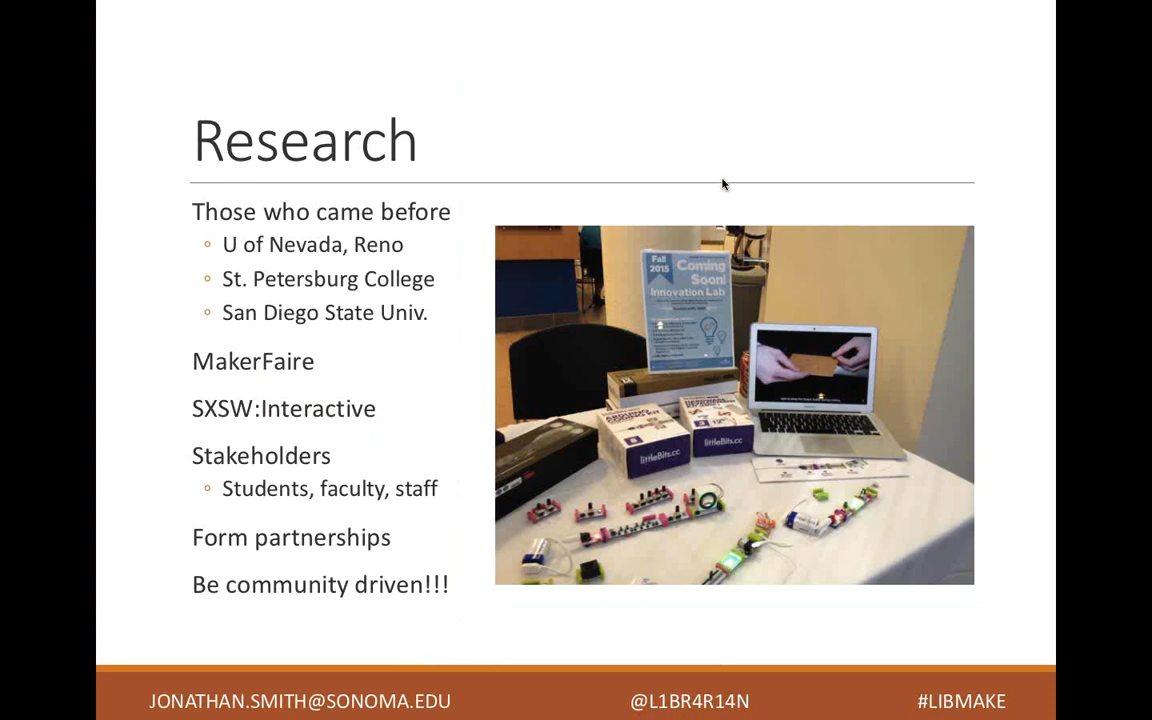 Research
Those who came before
U of Nevada, Reno
St. Petersburg College
San Diego State Univ.
MakerFaire
SXSW:Interactive
Stakeholders
Students, faculty, staff
Form partnerships
Be community driven!!!
Fall
2015
Coming
Soon!
Innovation Lab
littleBits.cc
littleBits.cc
JONATHAN.SMITH@SONOMA.EDU
@L1BR4R14N
#LIBMAKE